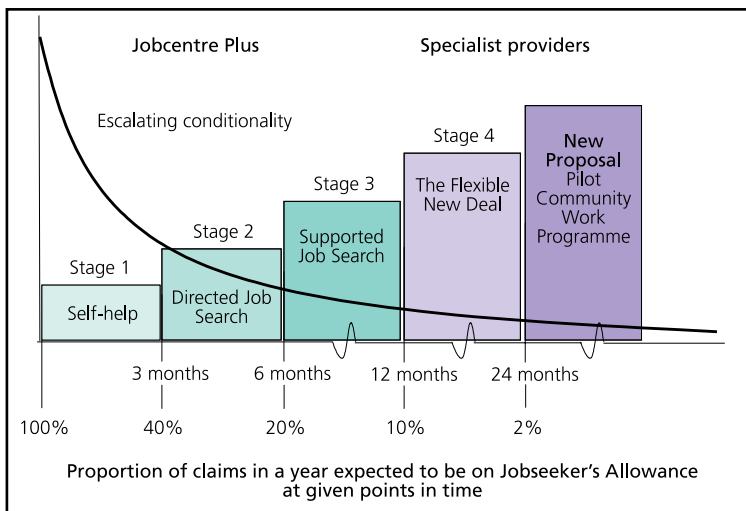 Jobcentre Plus
Specialist providers
Escalating conditionality
Stage 1
Self-help
Stage 2
Directed Job
Search
Stage 3
Supported
Job Search
Stage 4
The Flexible
New Deal
New
Proposal
Pilot
Community
Work
Programme
3 months
6 months
12 months
24 months
100%
40%
20%
10%
2%
Proportion of claims in a year expected to be on Jobseeker's Allowance
at given points in time